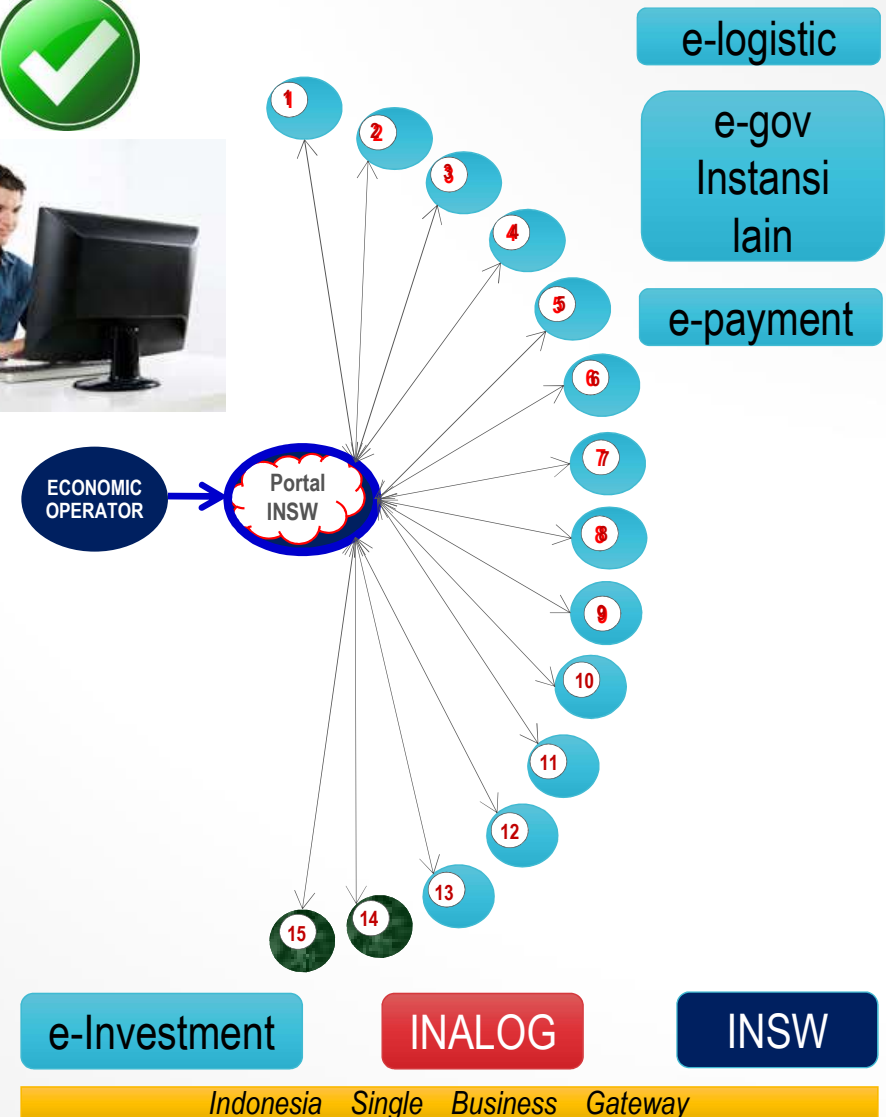 e-logistic
e-gov
Instansi
lain
e-payment
1
2
3
4
5
6
7
8
9
10
11
12
13
14
15
ECONOMIC
OPERATOR
Portal
INSW
e-Investment
INALOG
INSW
Indonesia Single Business Gateway